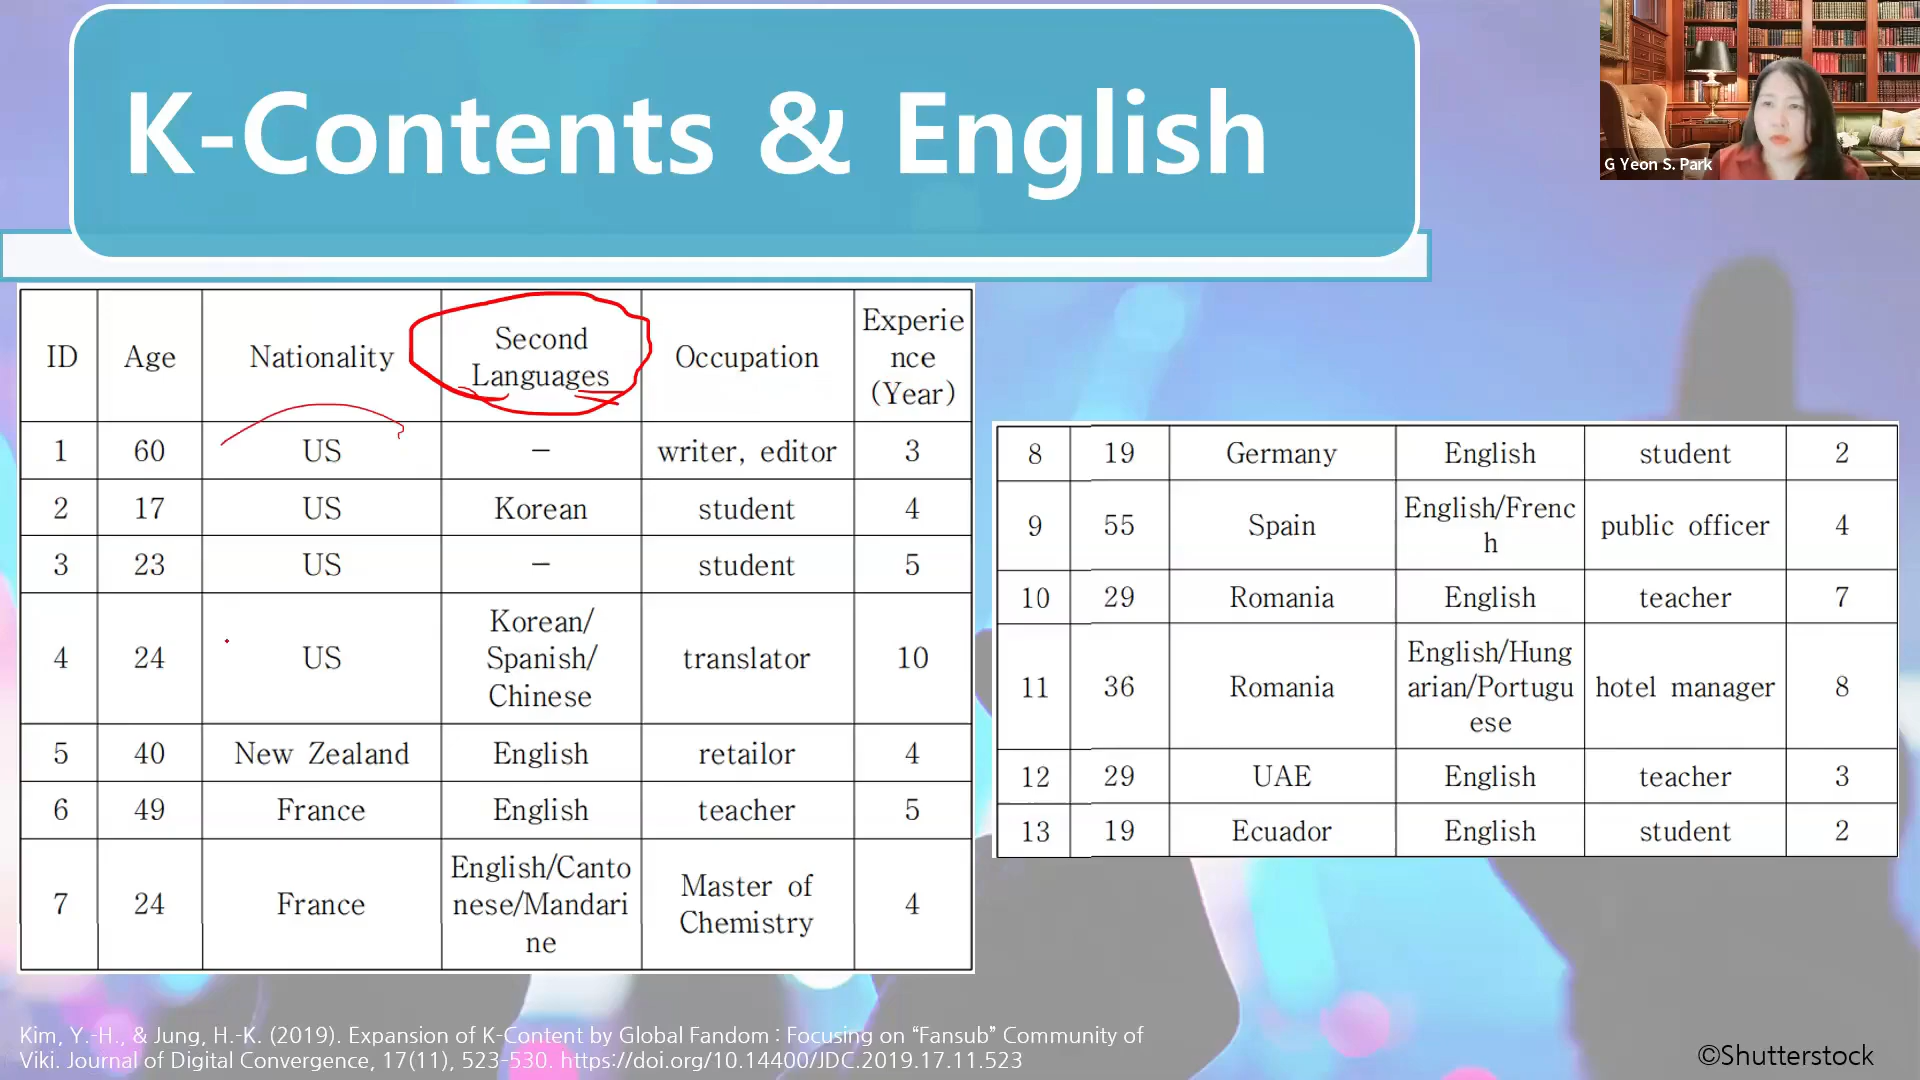 K-Contents & English
G Yeon S. Park
ID Age Nationality Second Languages Occupation Experie nce (Year)
1 60 US – writer, editor 3
2 17 US Korean student 4
3 23 US – student 5
4 24 US Korean/ Spanish/ Chinese translator 10
5 40 New Zealand English retailor 4
6 49 France English teacher 5
7 24 France English/Canto nese/Mandari ne Master of Chemistry 4
8 19 Germany English student 2
9 55 Spain English/Frenc h public officer 4
10 29 Romania English teacher 7
11 36 Romania English/Hung arian/Portugu ese hotel manager 8
12 29 UAE English teacher 3
13 19 Ecuador English student 2
Kim, Y.-H., & Jung, H.-K. (2019). Expansion of K-Content by Global Fandom : Focusing on “Fansub” Community of
Viki. Journal of Digital Convergence, 17(11), 523–530. https://doi.org/10.14400/JDC.2019.17.11.523
©Shutterstock